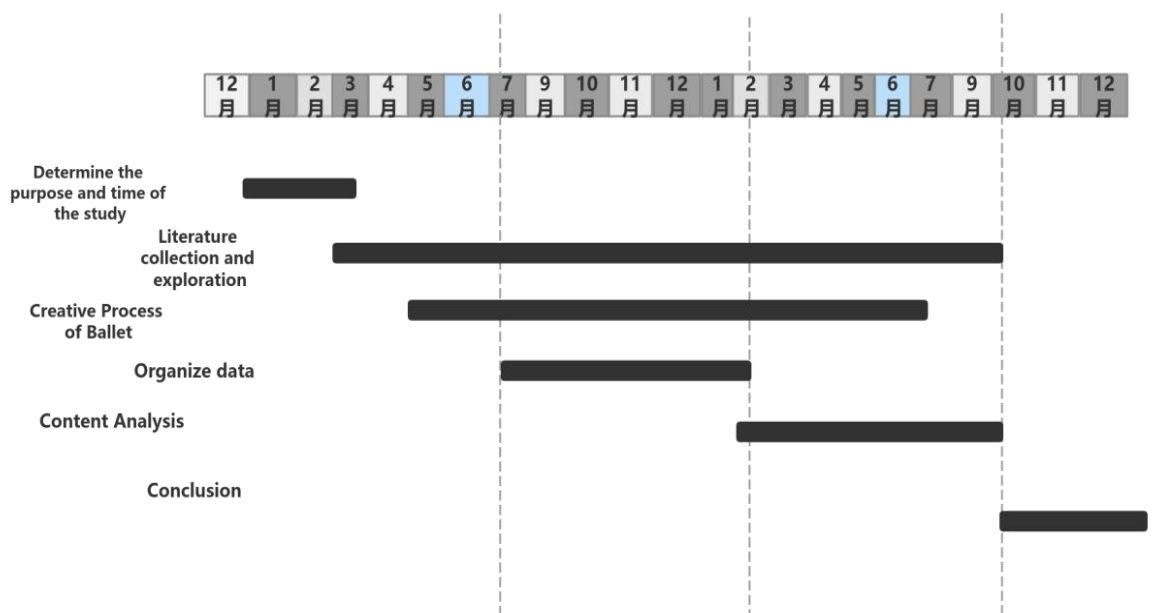 12 1 2 3 4 5 6 7 9 10 11 12 1 2 3 4 5 6 7 9 10 11 12
月 月 月 月 月 月 月 月 月 月 月 月 月 月 月 月 月 月 月 月 月 月 月
Determine the
purpose and time of
the study
Literature
collection and
exploration
Creative Process
of Ballet
Organize data
Content Analysis
Conclusion